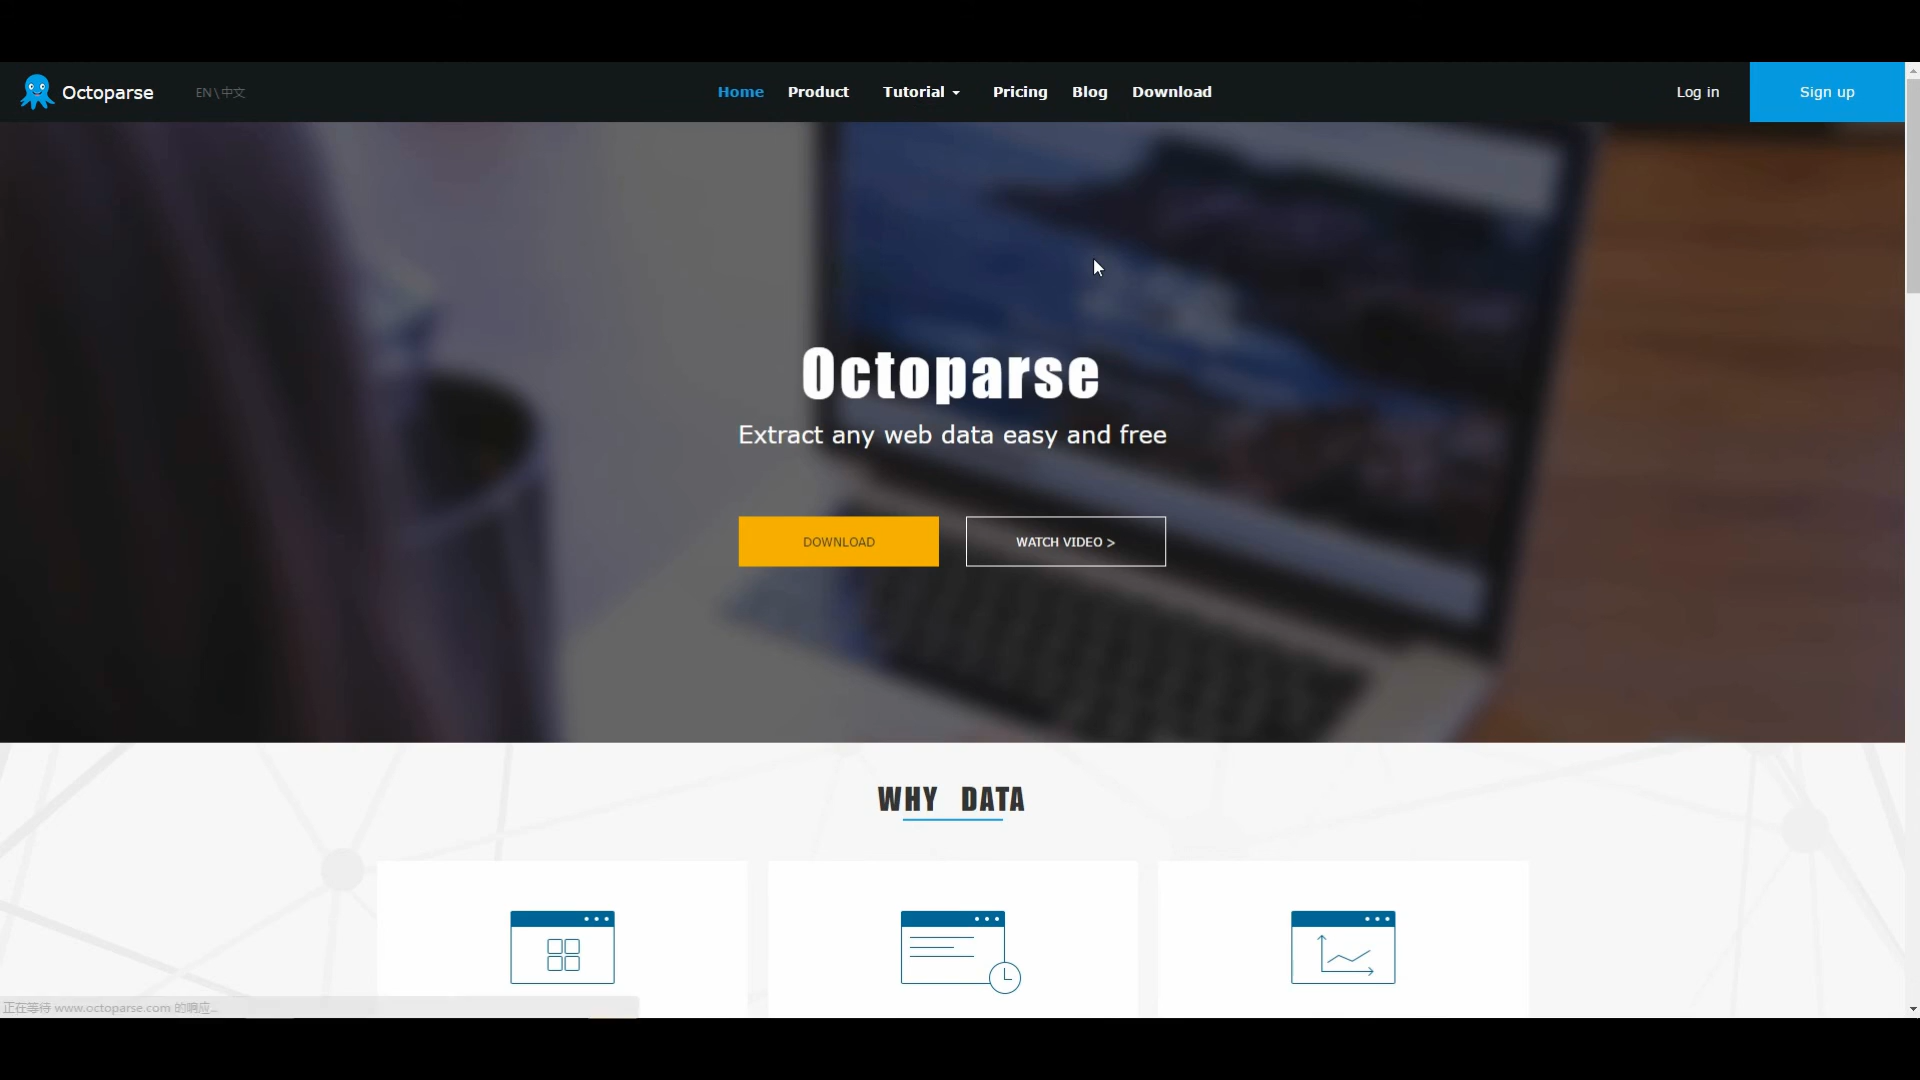 Octoparse
EN\中文
Home
Product
Tutorial
Pricing
Blog
Download
Log in
Sign up
Octoparse
Extract any web data easy and free
DOWNLOAD
WATCH VIDEO >
WHY DATA
正在等待 www.octoparse.com 的响应...